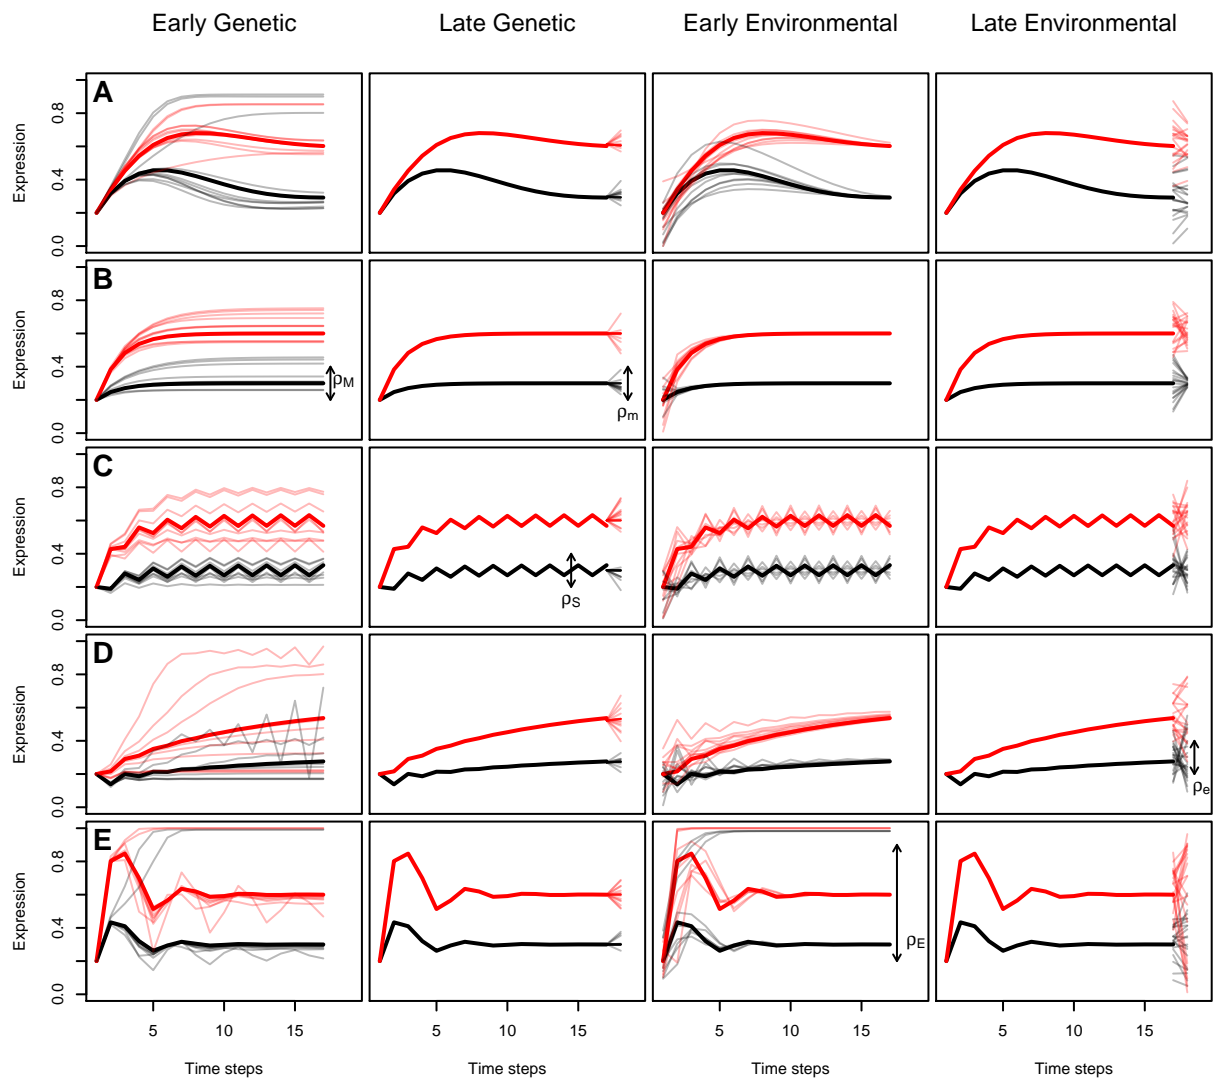 Early Genetic Late Genetic Early Environmental Late Environmental
A
Expression
0.0 0.4 0.8
B
Expression
0.0 0.4 0.8
ρM
ρm
C
Expression
0.0 0.4 0.8
ρS
D
Expression
0.0 0.4 0.8
ρe
E
Expression
0.0 0.4 0.8
ρE
5 10 15 5 10 15 5 10 15 5 10 15
Time steps Time steps Time steps Time steps